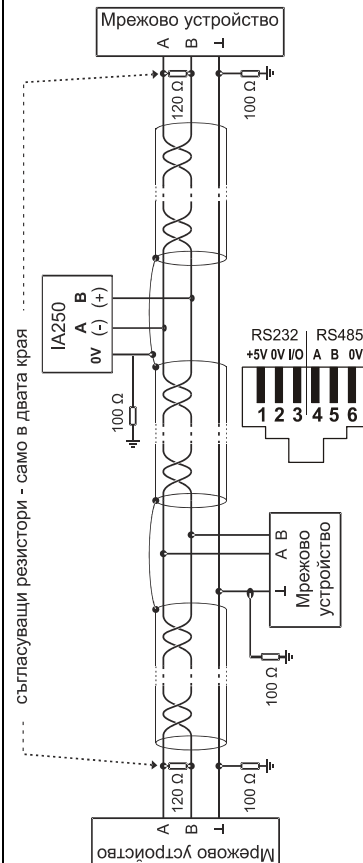 Мрежово устройство
A B ⊥
120 Ω
100 Ω
IA250
B (+)
A (-)
0V
100 Ω
RS232 RS485
+5V 0V I/O A B 0V
1 2 3 4 5 6
съгласуващи резистори - само в двата края
B
A
⊥
Мрежово
устройство
100 Ω
120 Ω
100 Ω
A B ⊥
Мрежово устройство